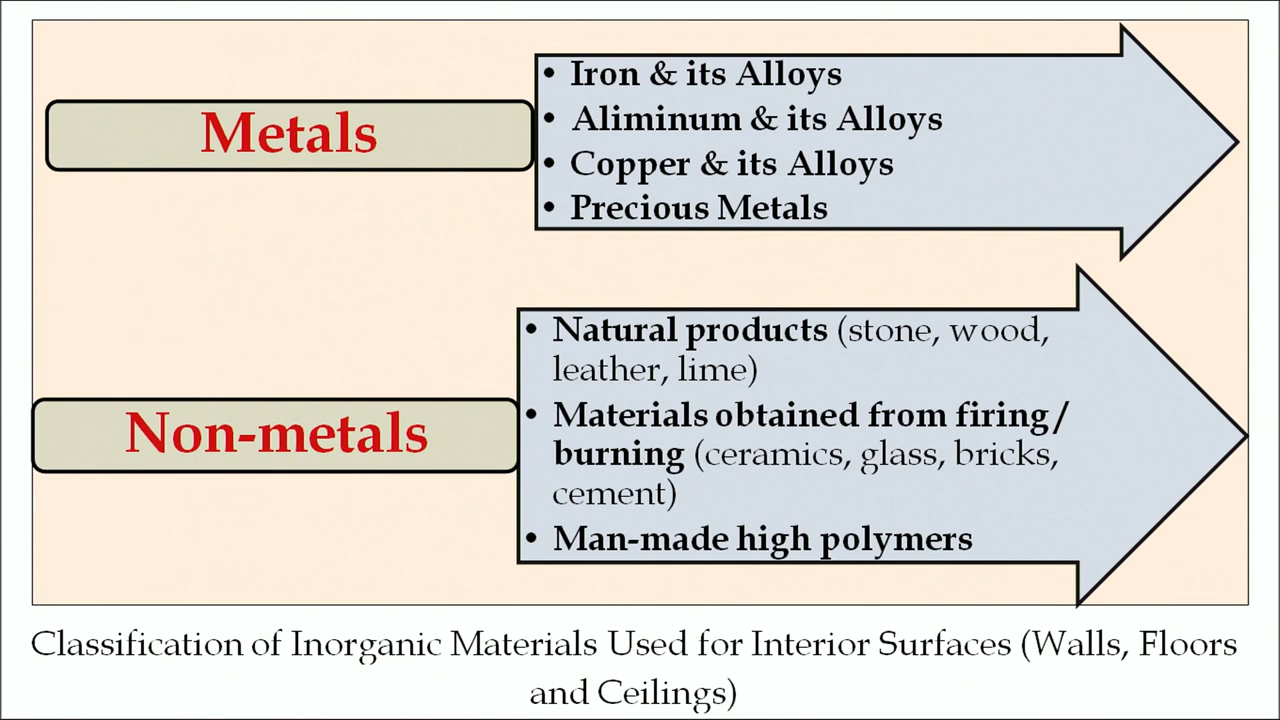 Metals
• Iron & its Alloys
• Aliminum & its Alloys
• Copper & its Alloys
• Precious Metals
Non-metals
• Natural products (stone, wood,
leather, lime)
• Materials obtained from firing/
burning (ceramics, glass, bricks,
cement)
• Man-made high polymers
Classification of Inorganic Materials Used for Interior Surfaces (Walls, Floors
and Ceilings)